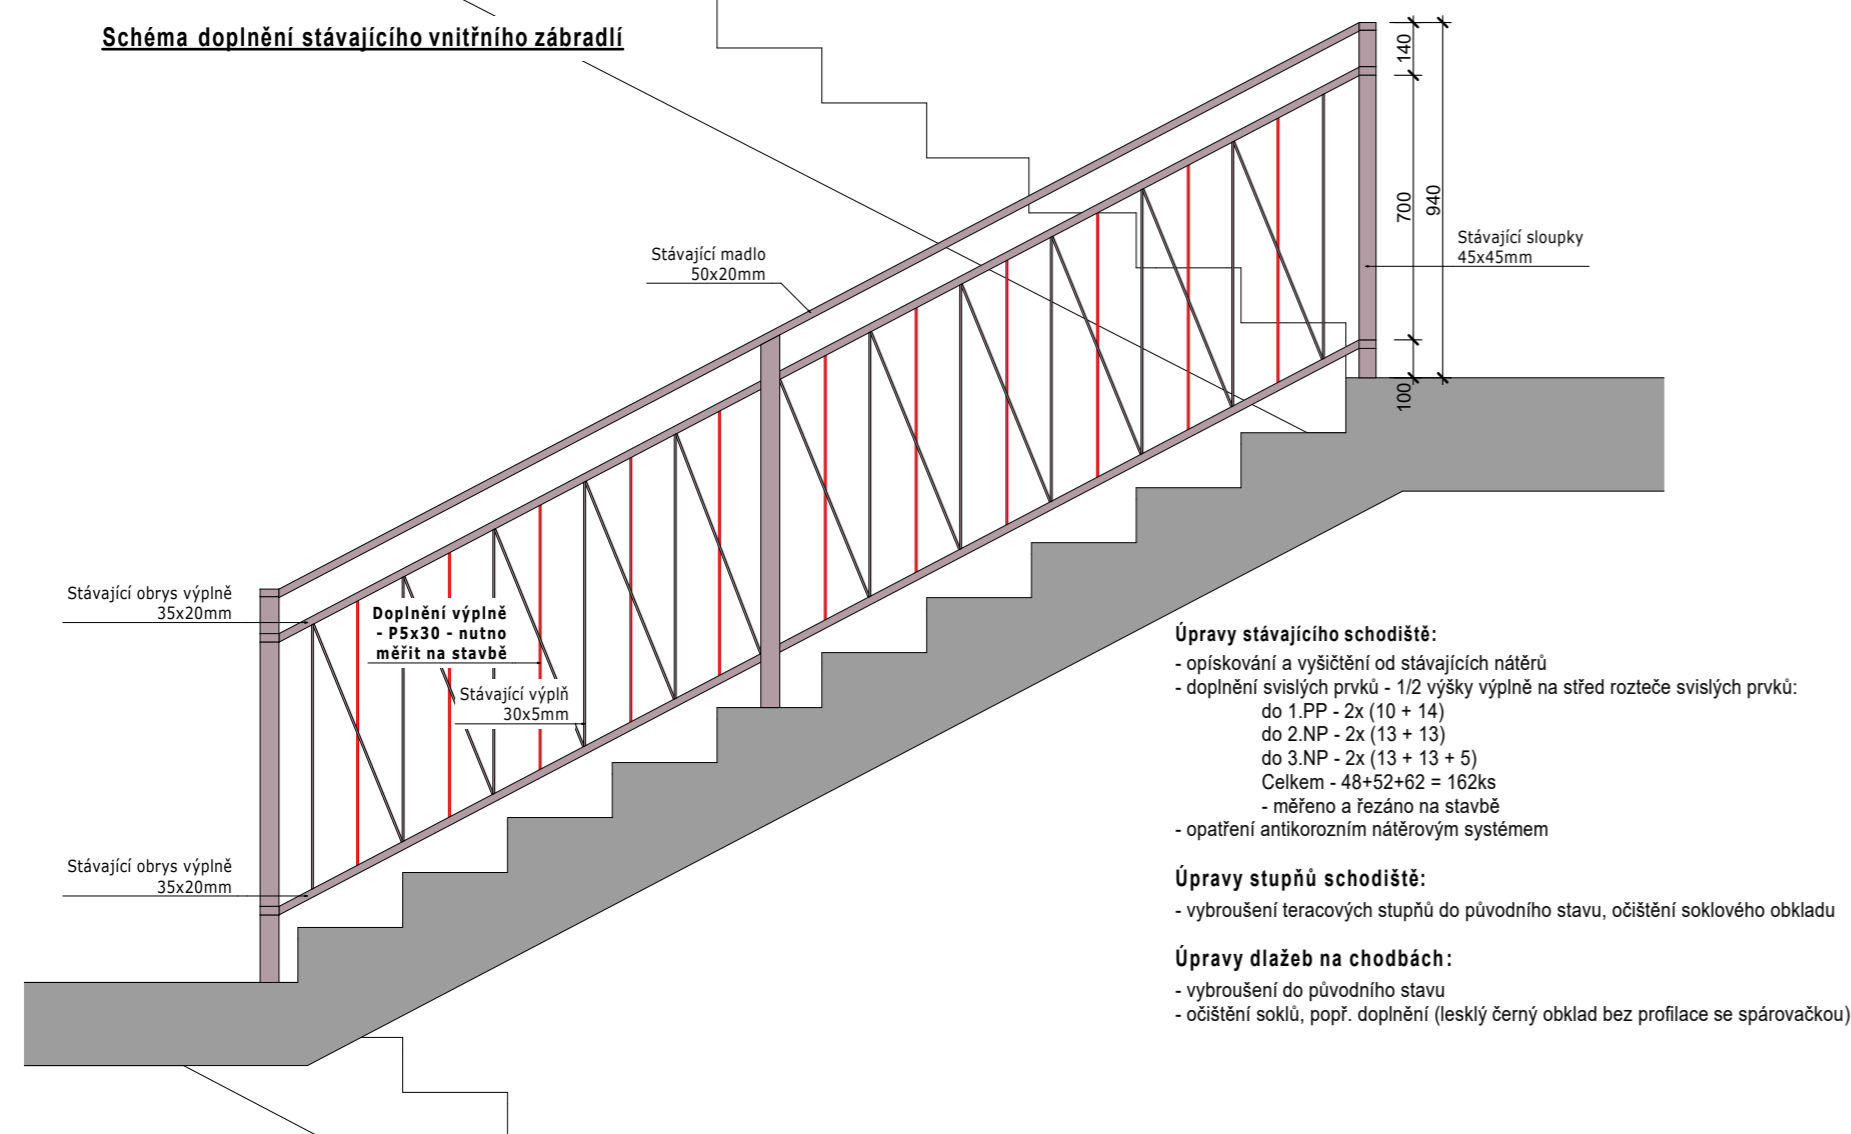 Schéma doplnění stávajícího vnitřního zábradlí
140
700
940
100
Stávající madlo
50x20mm
Stávající sloupky
45x45mm
Stávající obrys výplně
35x20mm
Doplnění výplně
- P5x30 - nutno
měřit na stavbě
Stávající výplň
30x5mm
Stávající obrys výplně
35x20mm
Úpravy stávajícího schodiště:
- opískování a vyšičtění od stávajících nátěrů
- doplnění svislých prvků - 1/2 výšky výplně na střed rozteče svislých prvků:
do 1.PP - 2x (10 + 14)
do 2.NP - 2x (13 + 13)
do 3.NP - 2x (13 + 13 + 5)
Celkem - 48+52+62 = 162ks
- měřeno a řezáno na stavbě
- opatření antikorozním nátěrovým systémem
Úpravy stupňů schodiště:
- vybroušení teracových stupňů do původního stavu, očištění soklového obkladu
Úpravy dlažeb na chodbách:
- vybroušení do původního stavu
- očištění soklů, popř. doplnění (lesklý černý obklad bez profilace se spárovačkou)